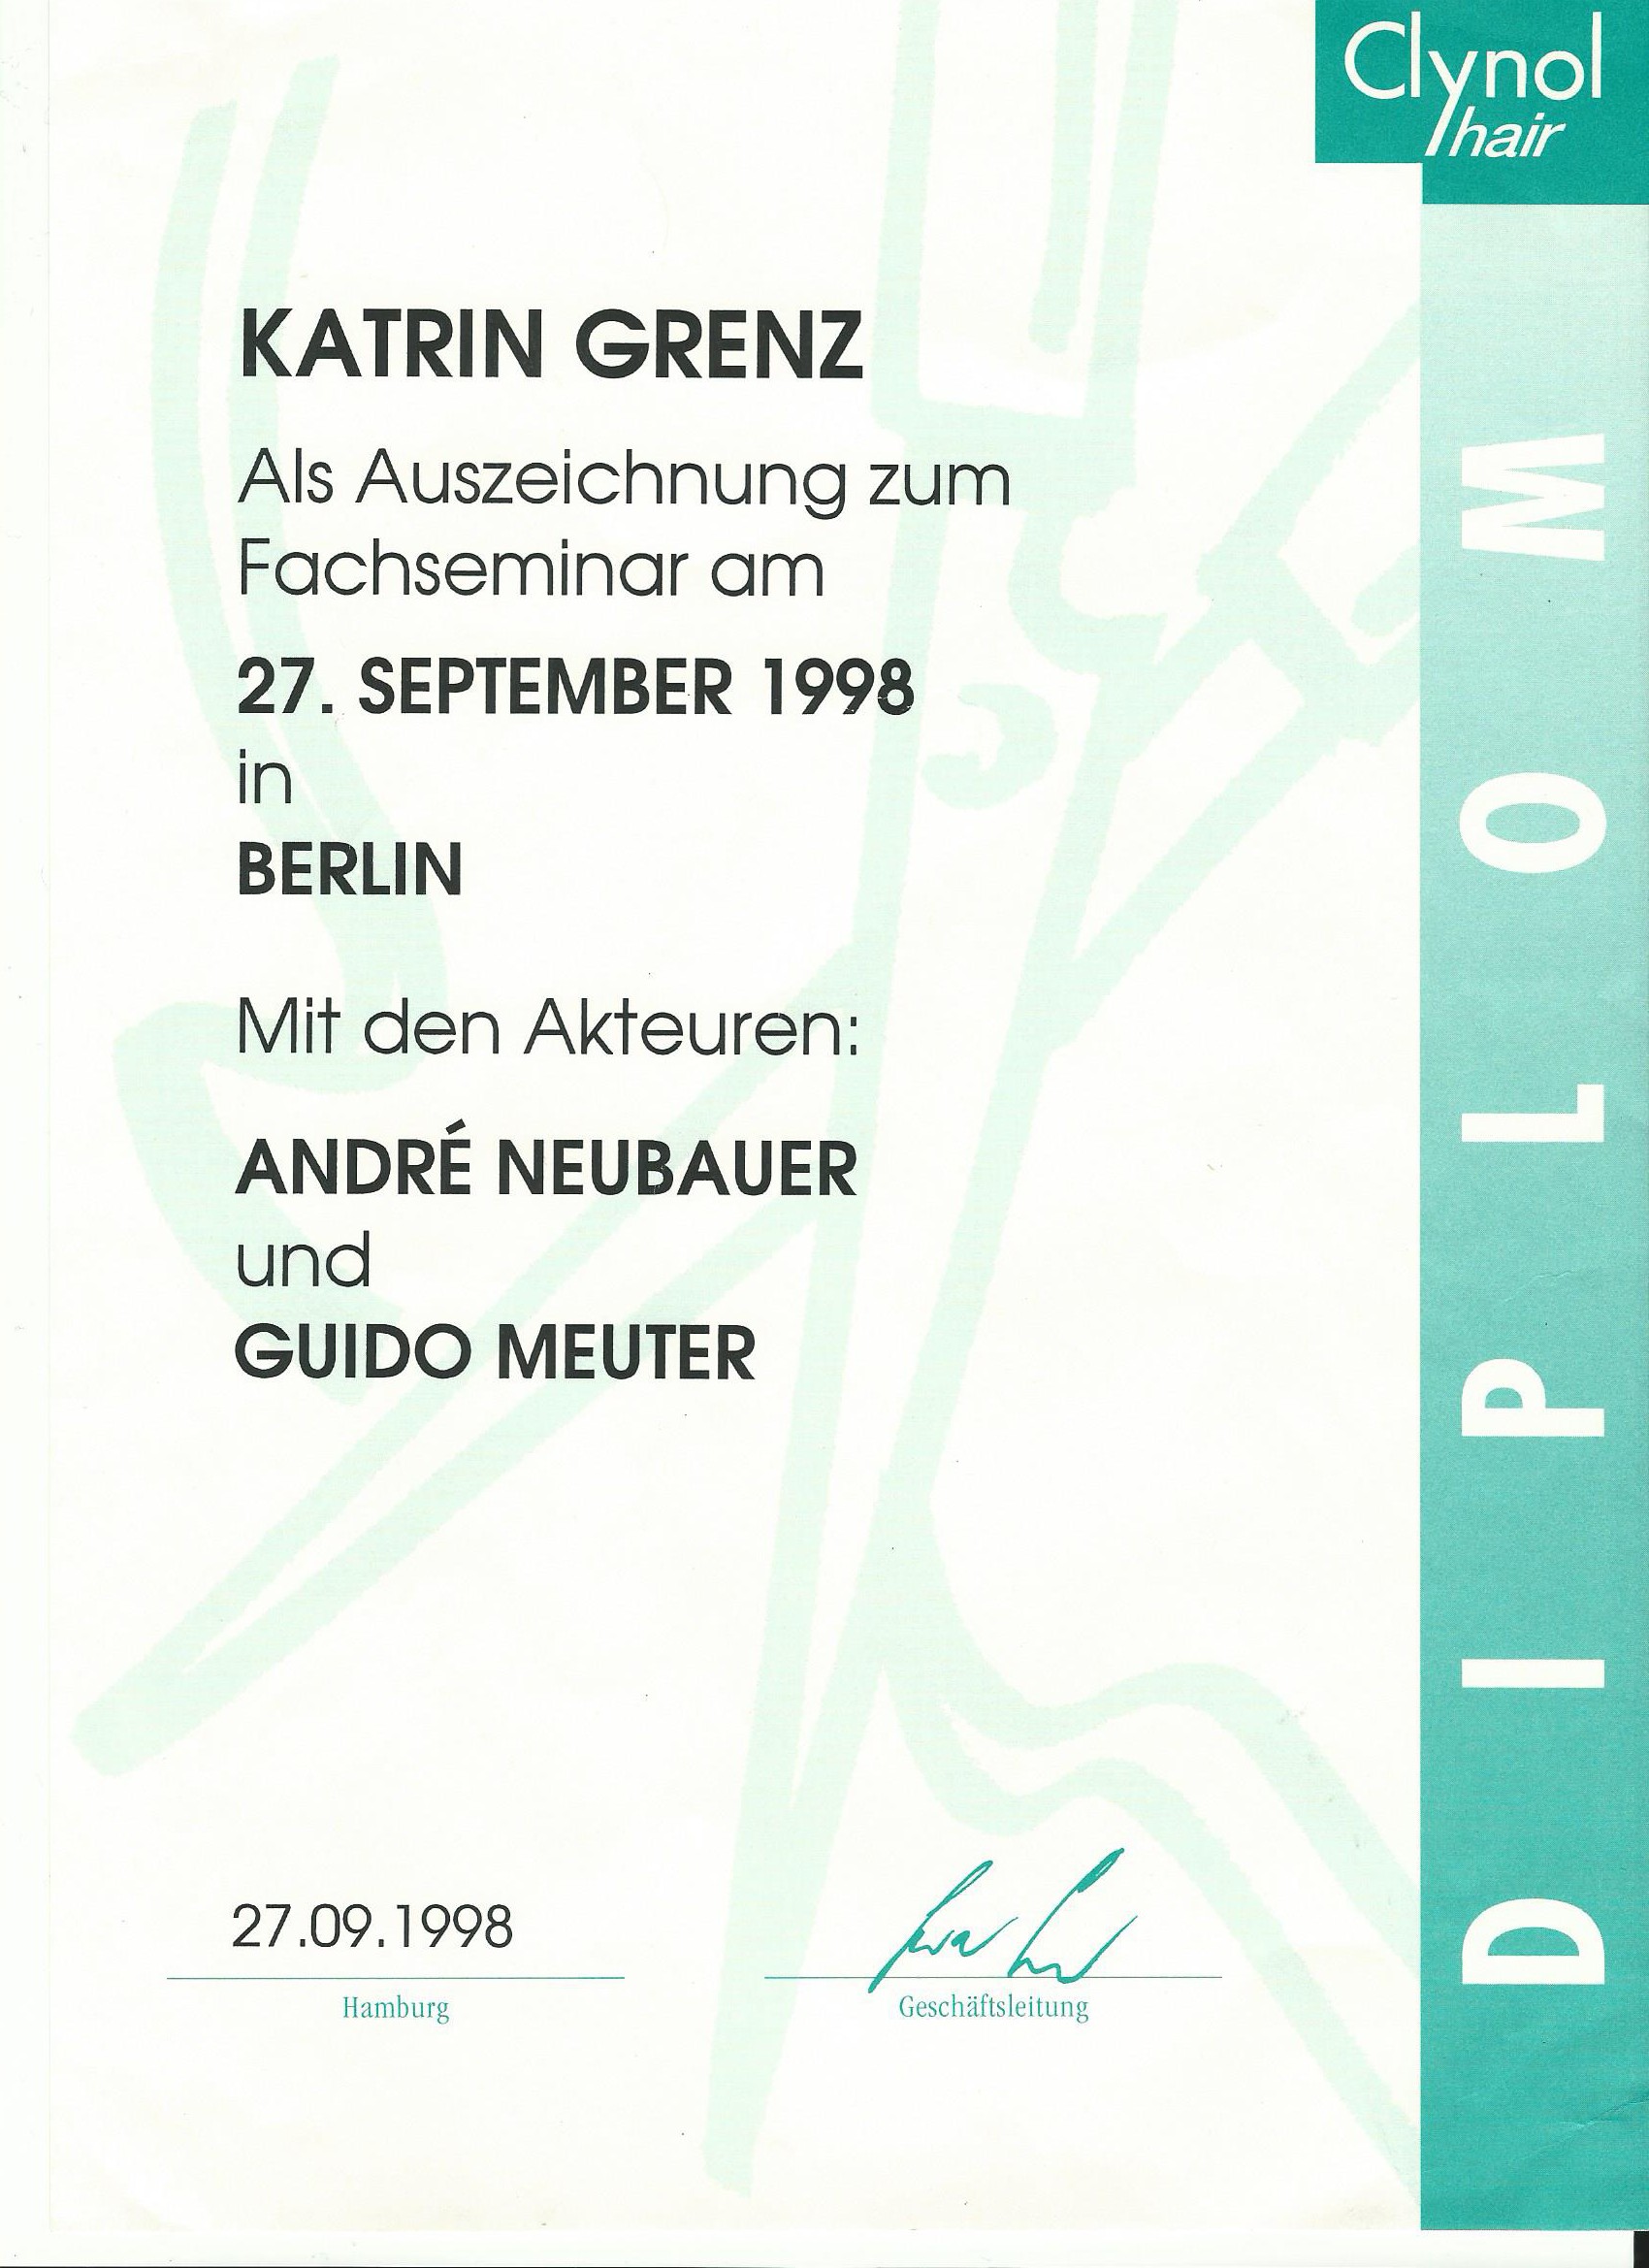 Clynol
hair
KATRIN GRENZ
Als Auszeichnung zum
Fachseminar am
27. SEPTEMBER 1998
in
BERLIN
Mit den Akteuren:
ANDRÉ NEUBAUER
und
GUIDO MEUTER
27.09.1998
Hamburg
Geschäftsleitung
DIPLOM